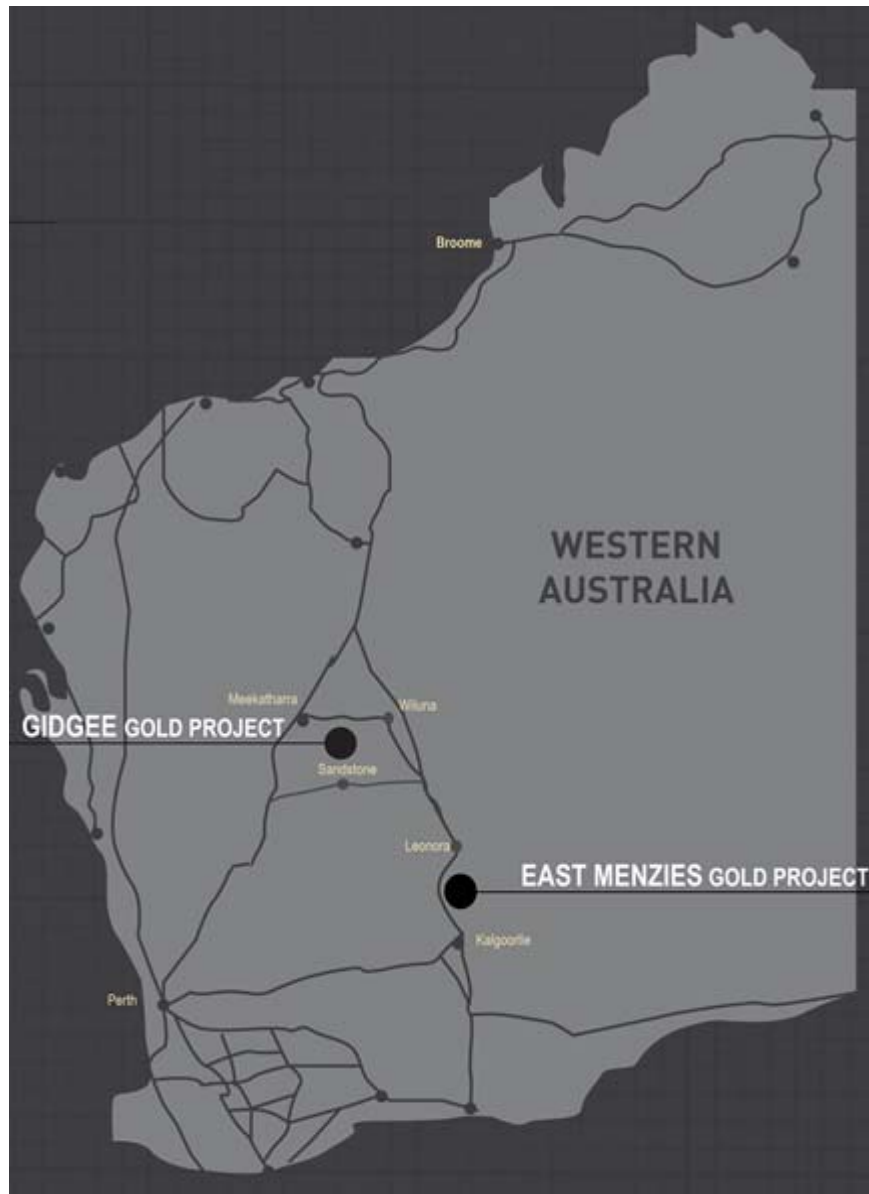 Broome
WESTERN
AUSTRALIA
Meekatharra
Wiluna
GIDGEE GOLD PROJECT
Sandstone
Leonora
EAST MENZIES GOLD PROJECT
Kalgoorlie
Perth